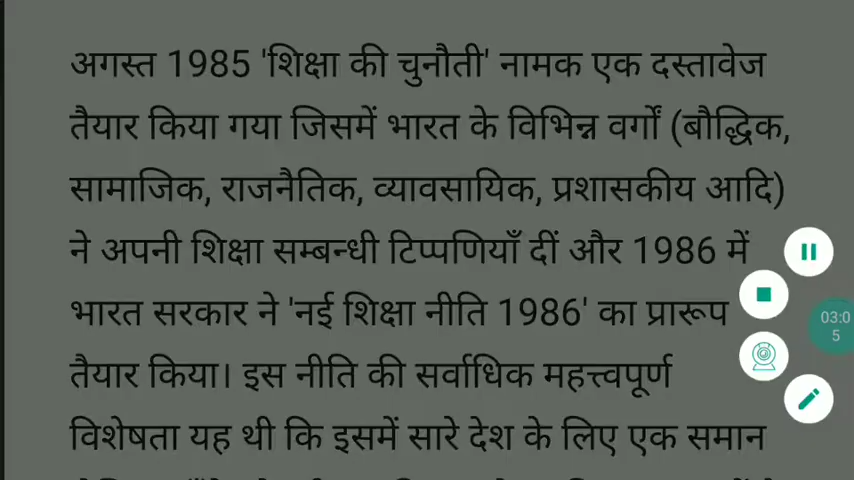 अगस्त 1985 'शिक्षा की चुनौती' नामक एक दस्तावेज
तैयार किया गया जिसमें भारत के विभिन्न वर्गों (बौद्धिक,
सामाजिक, राजनैतिक, व्यावसायिक, प्रशासकीय आदि)
ने अपनी शिक्षा सम्बन्धी टिप्पणियाँ दीं और 1986 में
भारत सरकार ने 'नई शिक्षा नीति 1986' का प्रारूप
तैयार किया। इस नीति की सर्वाधिक महत्त्वपूर्ण
विशेषता यह थी कि इसमें सारे देश के लिए एक समान
03:0
5